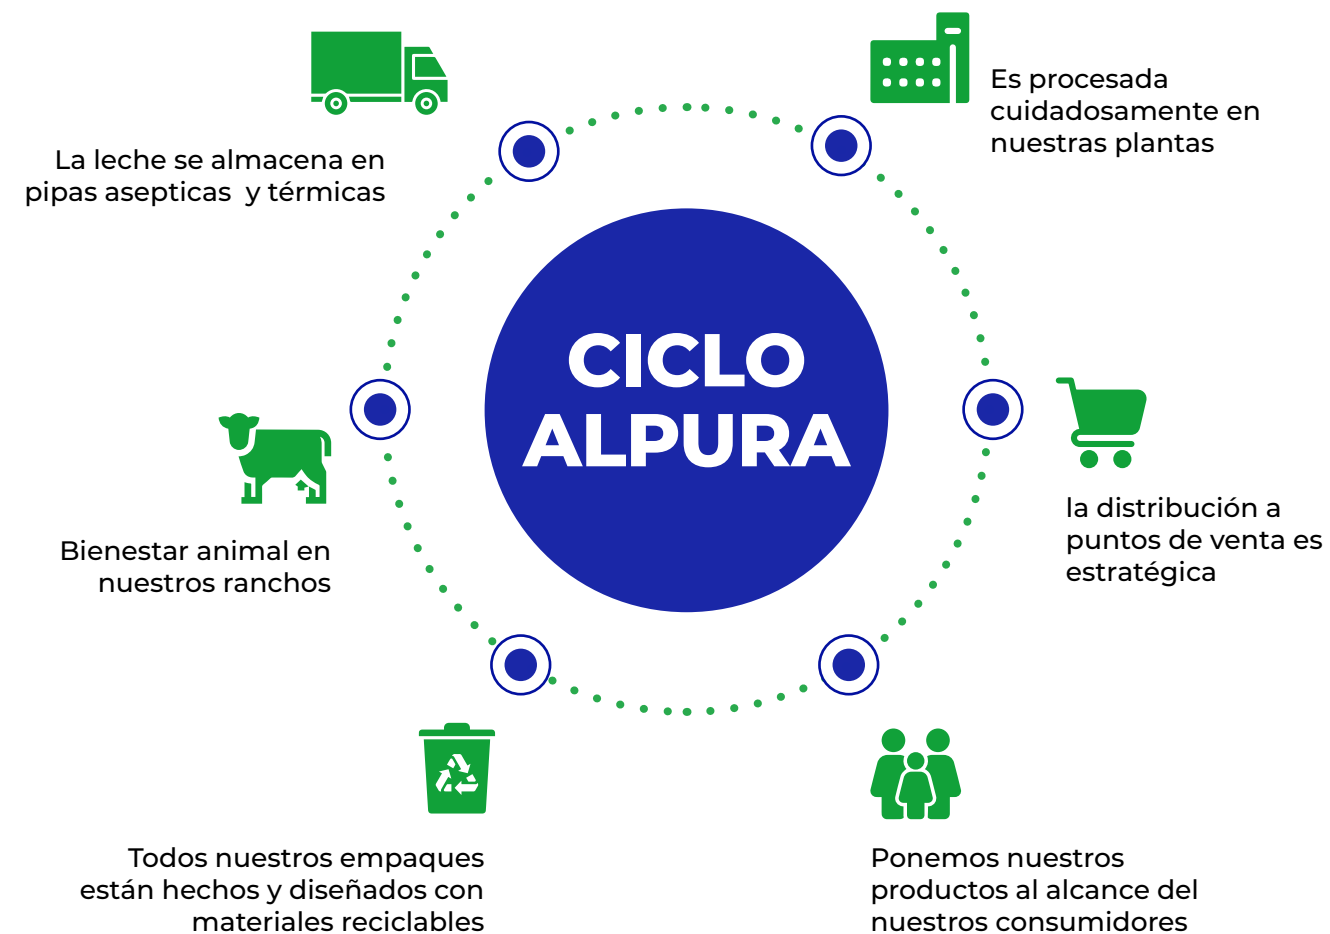 La leche se almacena en
pipas asepticas  y térmicas
Es procesada
cuidadosamente en
nuestras plantas
CICLO
ALPURA
la distribución a
puntos de venta es
estratégica
Bienestar animal en
nuestros ranchos
Todos nuestros empaques
están hechos y diseñados con
materiales reciclables
Ponemos nuestros
productos al alcance del
nuestros consumidores